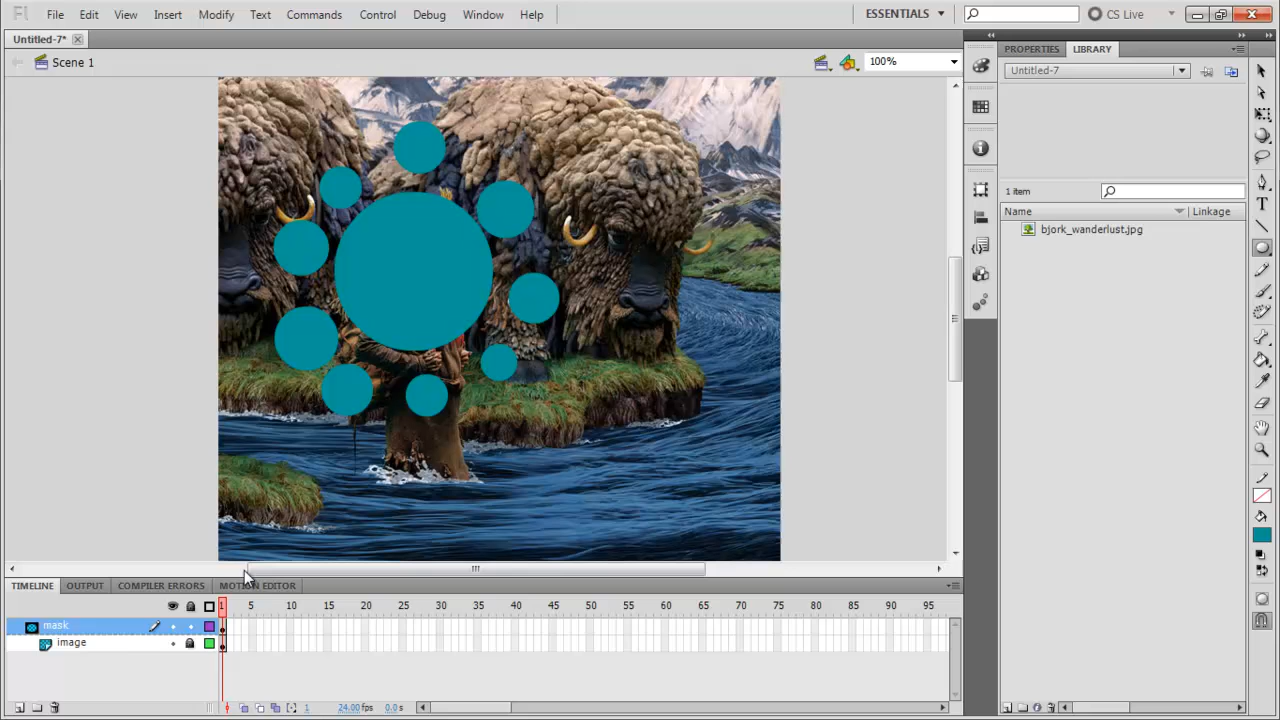 Fl File Edit View Insert Modify Text Commands Control Debug Window Help ESSENTIALS CS Live
Untitled-7*
Scene 1 100%
PROPERTIES LIBRARY
Untitled-7
1 item
Name Linkage
bjork_wanderlust.jpg
TIMELINE OUTPUT COMPILER ERRORS MOTION EDITOR
1 5 10 15 20 25 30 35 40 45 50 55 60 65 70 75 80 85 90 95
mask
image
1 24.00 fps 0.0 s